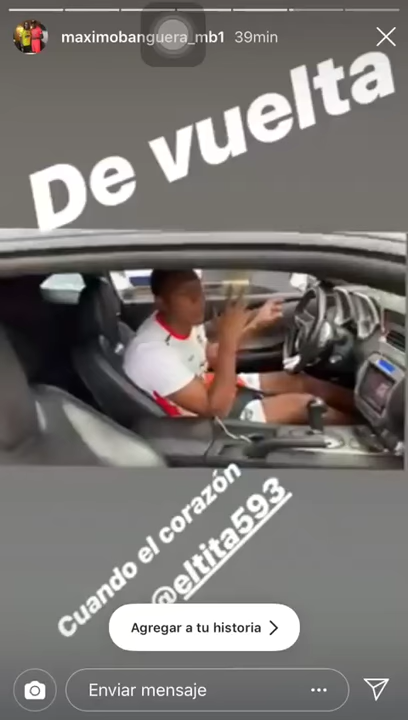 maximobanguera_mb1 39min
De vuelta
Cuando el corazón
@eltita593
Agregar a tu historia
Enviar mensaje